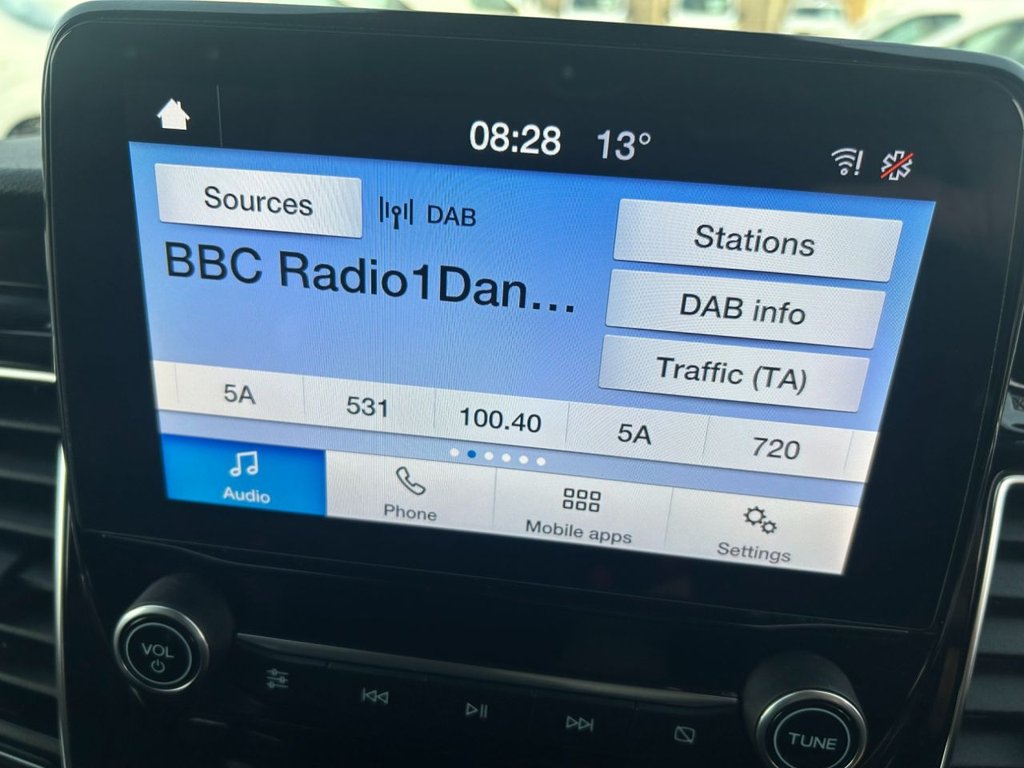 08:28 13°
Sources
DAB
Stations
BBC Radio1Dan...
DAB info
Traffic (TA)
5A
531
100.40
5A
720
Audio
Phone
Mobile apps
Settings
VOL
TUNE